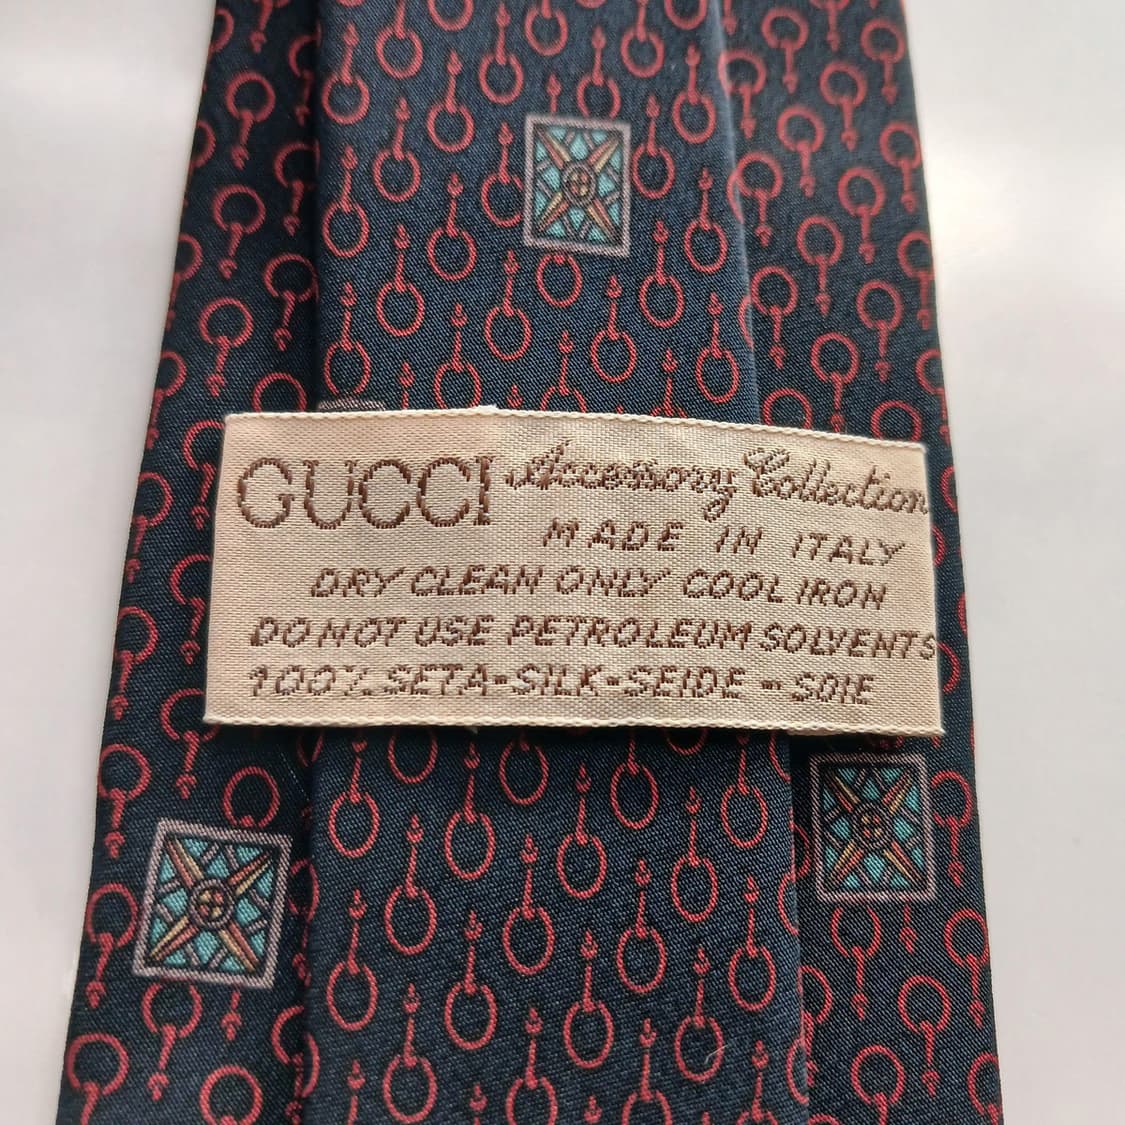 GUCCI Accessory Collection
MADE IN ITALY
DRY CLEAN ONLY COOL IRON
DO NOT USE PETROLEUM SOLVENTS
100% SETA-SILK-SEIDE - SOIE